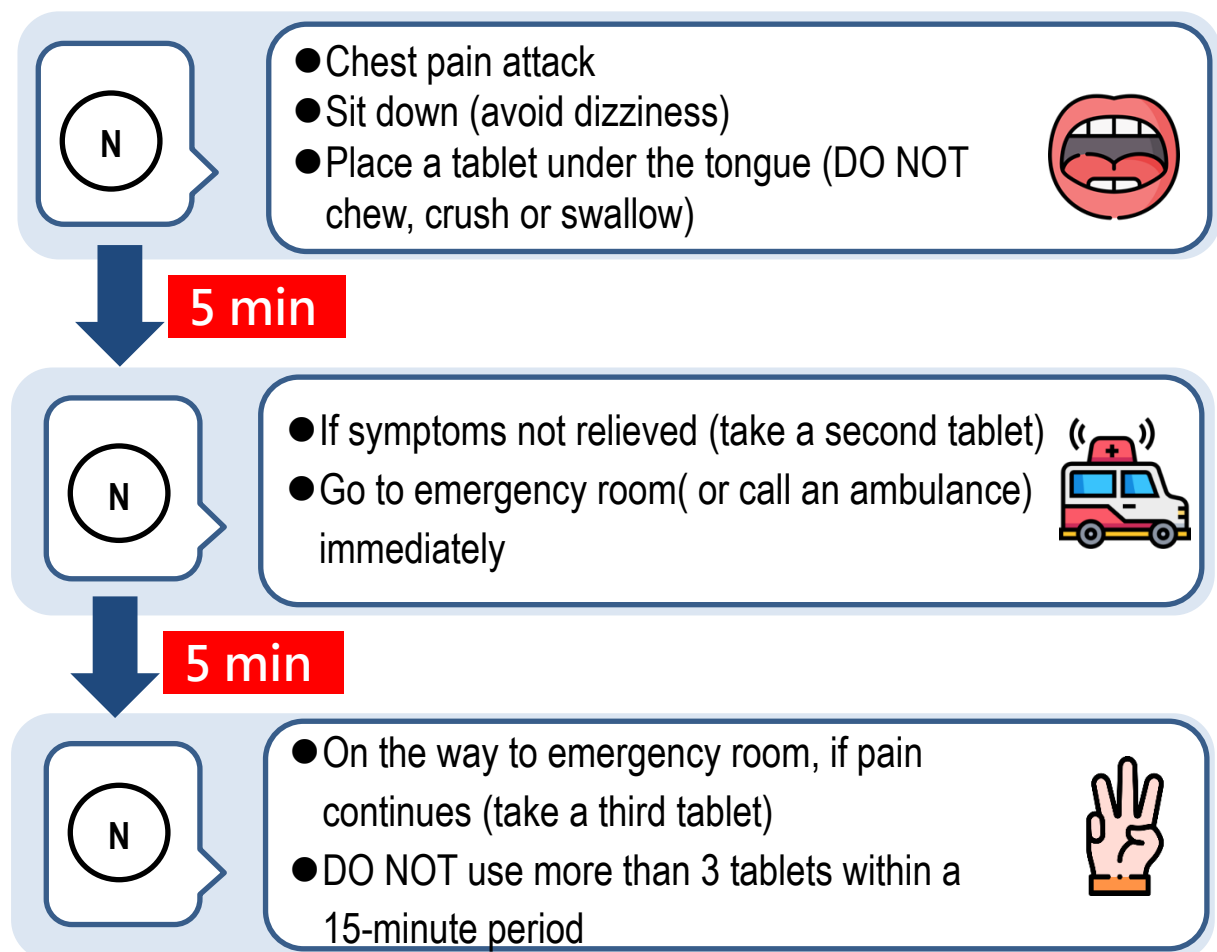 N
●Chest pain attack
●Sit down (avoid dizziness)
●Place a tablet under the tongue (DO NOT
chew, crush or swallow)
5 min
N
●If symptoms not relieved (take a second tablet)
●Go to emergency room( or call an ambulance)
immediately
5 min
N
●On the way to emergency room, if pain
continues (take a third tablet)
●DO NOT use more than 3 tablets within a
15-minute period